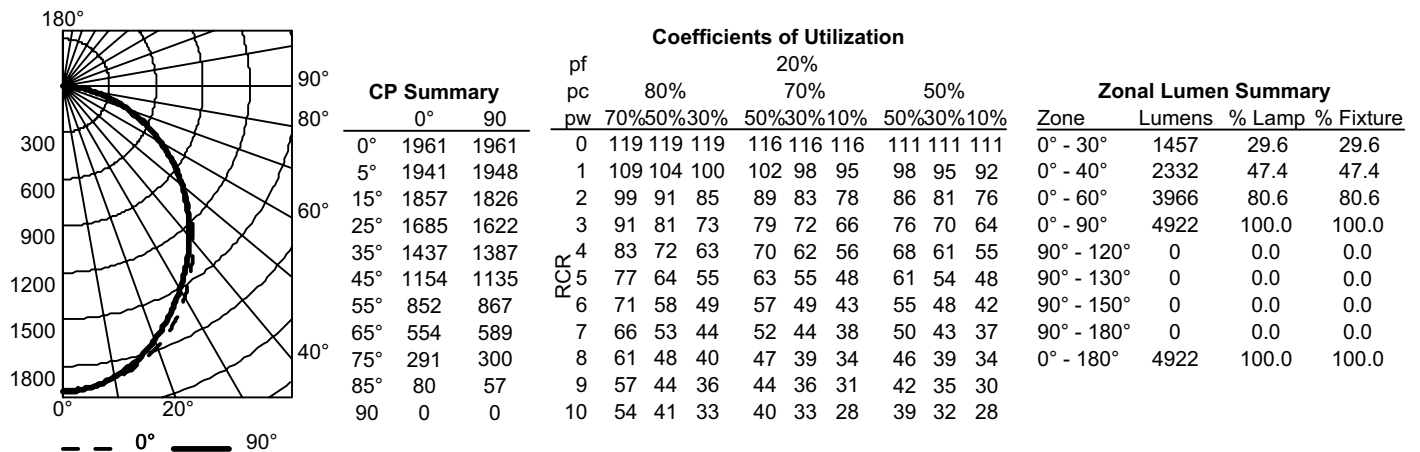 180°
90°
80°
60°
40°
300
600
900
1200
1500
1800
0° 20°
0° 90°
CP Summary
0° 90
0° 1961 1961
5° 1941 1948
15° 1857 1826
25° 1685 1622
35° 1437 1387
45° 1154 1135
55° 852 867
65° 554 589
75° 291 300
85° 80 57
90 0 0
Coefficients of Utilization
pf 20%
pc 80% 70% 50%
pw 70%50%30% 50%30%10% 50%30%10%
RCR
0 119 119 119 116 116 116 111 111 111
1 109 104 100 102 98 95 98 95 92
2 99 91 85 89 83 78 86 81 76
3 91 81 73 79 72 66 76 70 64
4 83 72 63 70 62 56 68 61 55
5 77 64 55 63 55 48 61 54 48
6 71 58 49 57 49 43 55 48 42
7 66 53 44 52 44 38 50 43 37
8 61 48 40 47 39 34 46 39 34
9 57 44 36 44 36 31 42 35 30
10 54 41 33 40 33 28 39 32 28
Zonal Lumen Summary
Zone Lumens % Lamp % Fixture
0° - 30° 1457 29.6 29.6
0° - 40° 2332 47.4 47.4
0° - 60° 3966 80.6 80.6
0° - 90° 4922 100.0 100.0
90° - 120° 0 0.0 0.0
90° - 130° 0 0.0 0.0
90° - 150° 0 0.0 0.0
90° - 180° 0 0.0 0.0
0° - 180° 4922 100.0 100.0